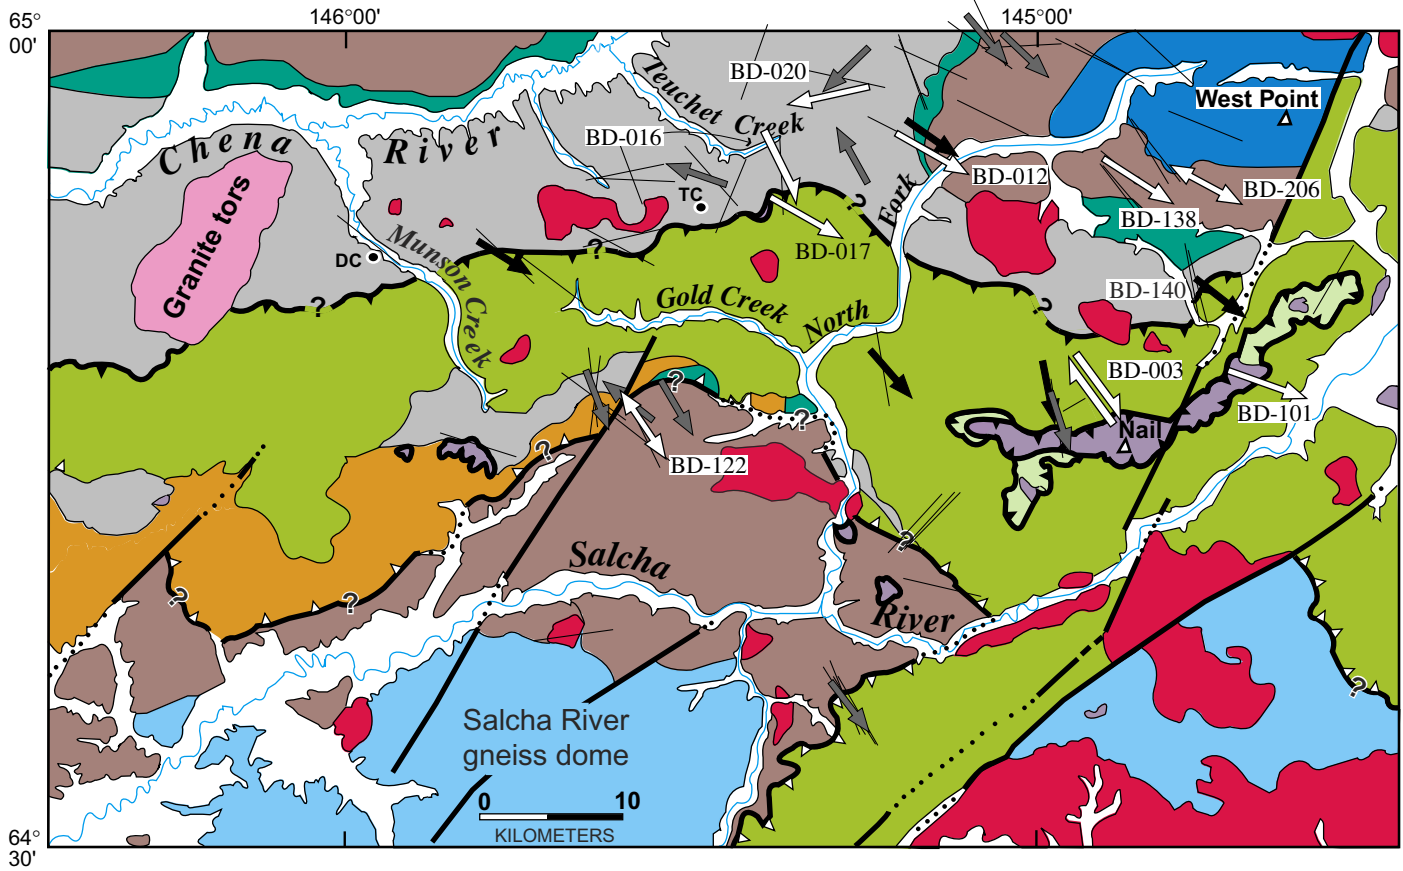 65°
00'
146°00'
145°00'
Chena
River
Teuchet Creek
BD-020
West Point
BD-016
BD-012
BD-206
TC
Fork
BD-138
Granite tors
?
?
BD-017
DC
Munson Creek
BD-140
Gold Creek
North
?
?
BD-003
?
?
BD-101
Nail
?
BD-122
?
Salcha
?
?
River
?
Salcha River
gneiss dome
0
10
KILOMETERS
64°
30'